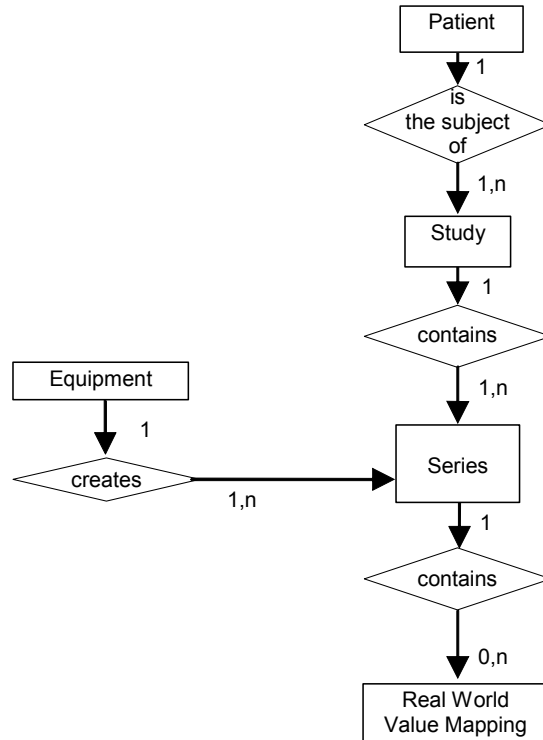 Patient
1
is
the subject
of
1,n
Study
1
contains
1,n
Equipment
1
creates
1,n
Series
1
contains
0,n
Real World
Value Mapping